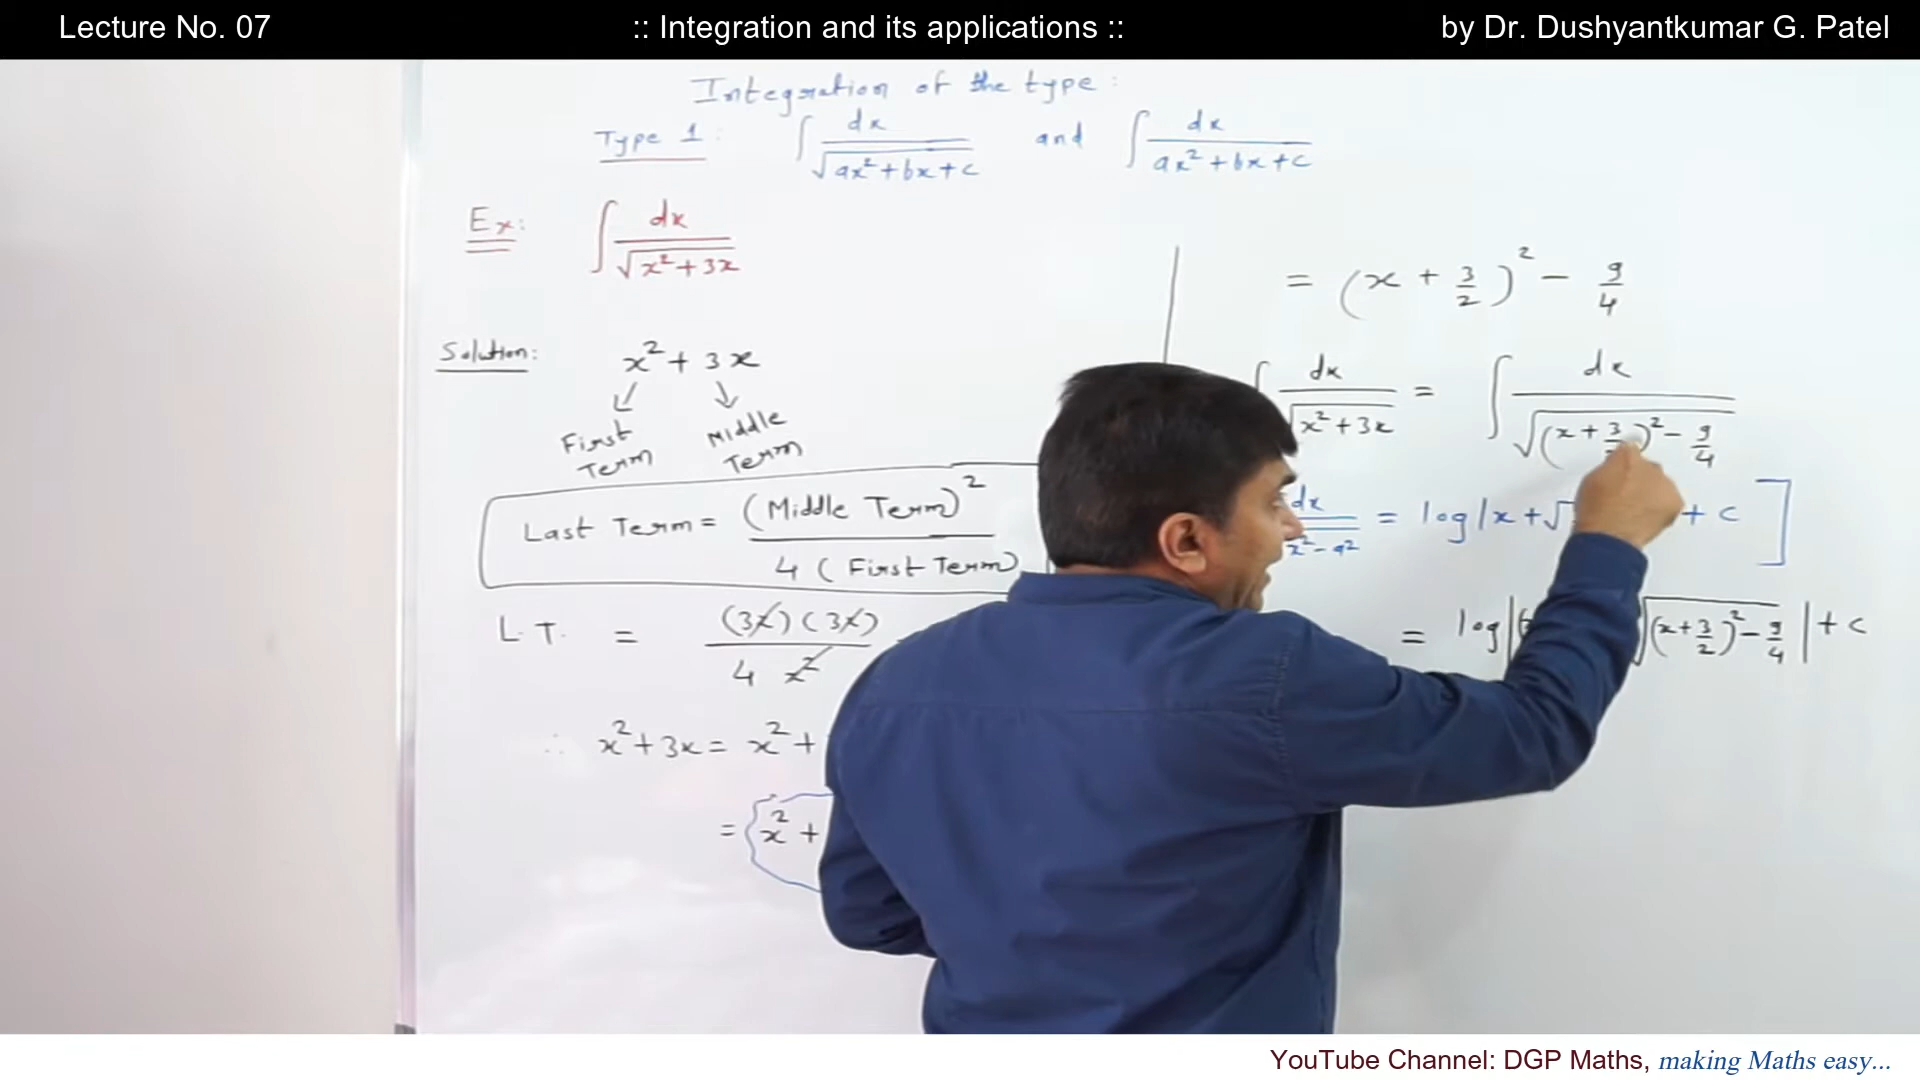 Lecture No. 07 :: Integration and its applications :: by Dr. Dushyantkumar G. Patel
Integration of the type:
Type 1: ∫ dx / √(ax² + bx + c) and ∫ dx / (ax² + bx + c)
Ex: ∫ dx / √(x² + 3x)
Solution: x² + 3x
First Term
Middle Term
Last Term = (Middle Term)² / 4 (First Term)
L.T. = (3x)(3x) / 4 x²
∴ x² + 3x = x² +
= (x² +
= (x + 3/2)² − 9/4
∫ dx / √(x² + 3x) = ∫ dx / √((x + 3/2)² − 9/4)
dx / x² − a² = log |x + √ + c ]
= log | √((x + 3/2)² − 9/4) | + c
YouTube Channel: DGP Maths, making Maths easy...